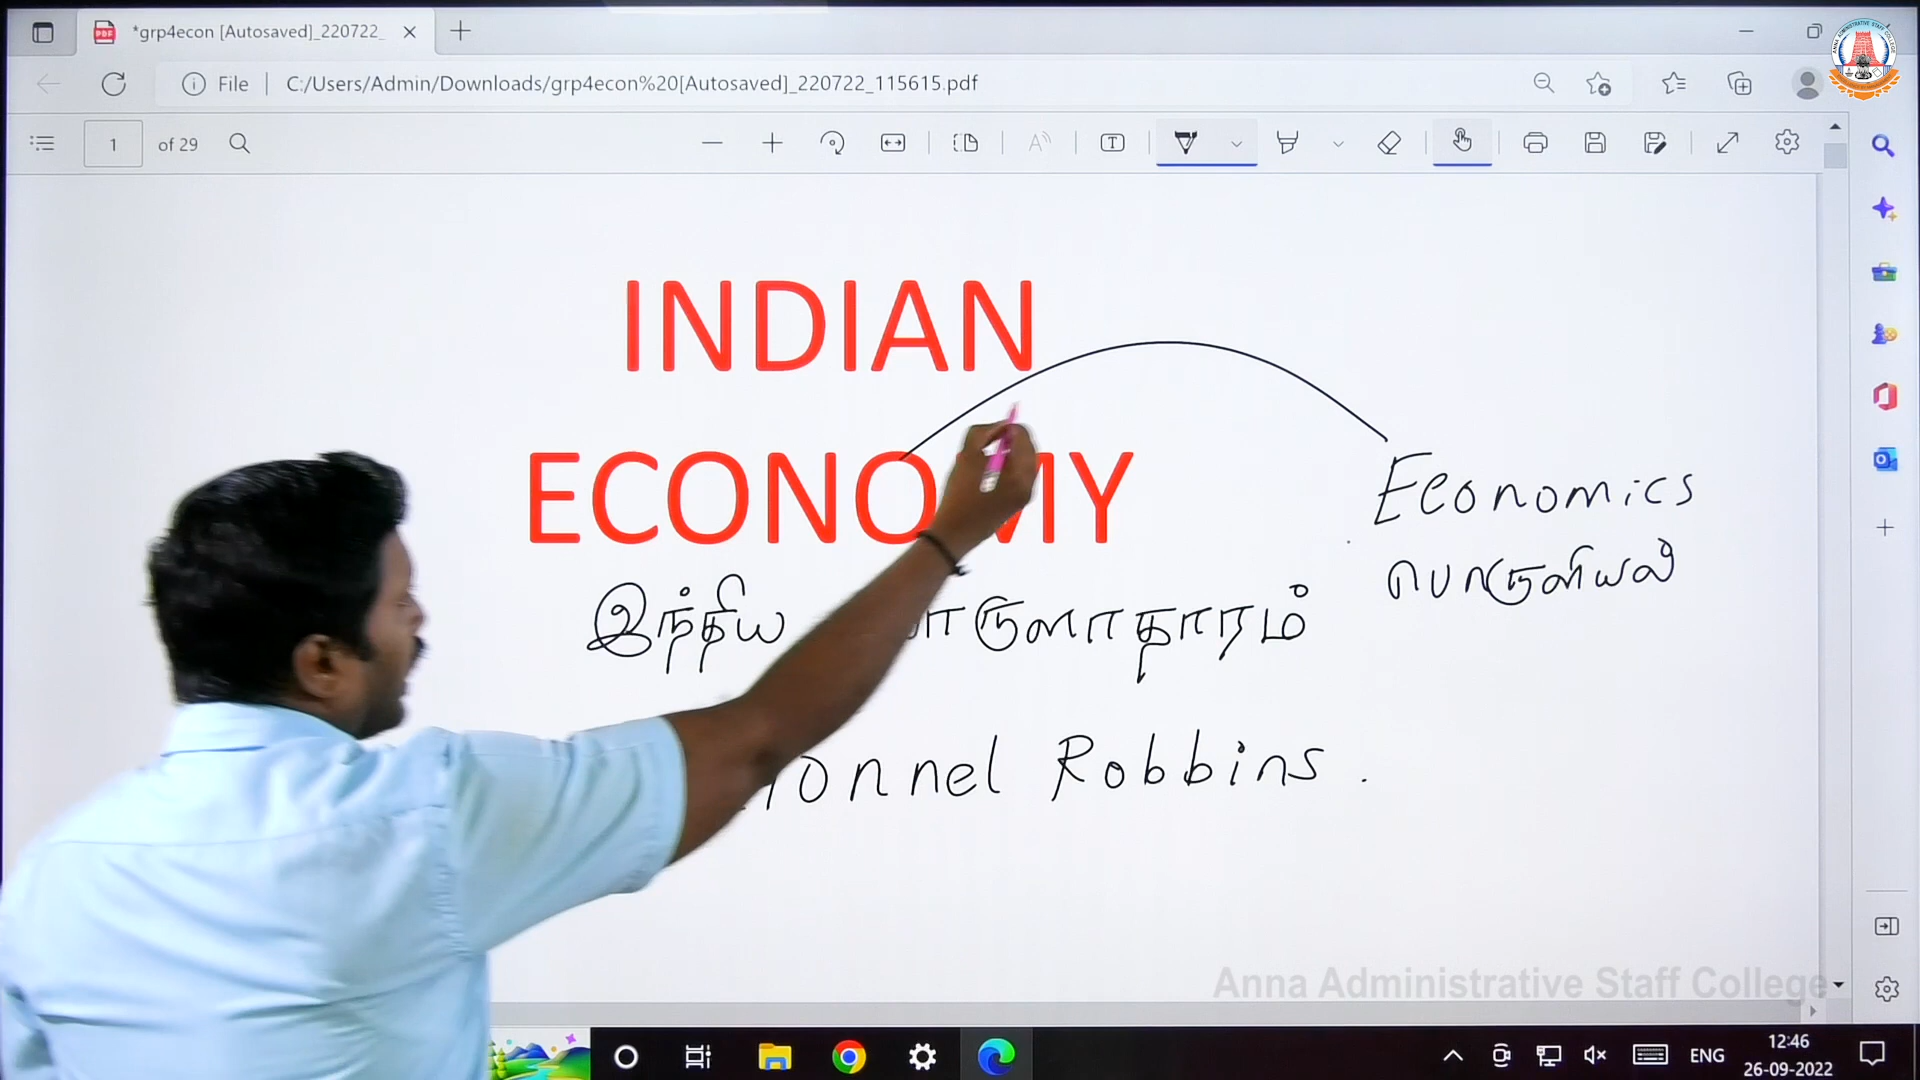 *grp4econ [Autosaved]_220722_
File
C:/Users/Admin/Downloads/grp4econ%20[Autosaved]_220722_115615.pdf
1 of 29
INDIAN
ECONOMY
Economics
பொருளியல்
இந்திய
Robbins.
Anna Administrative Staff College
ENG
12:46
26-09-2022